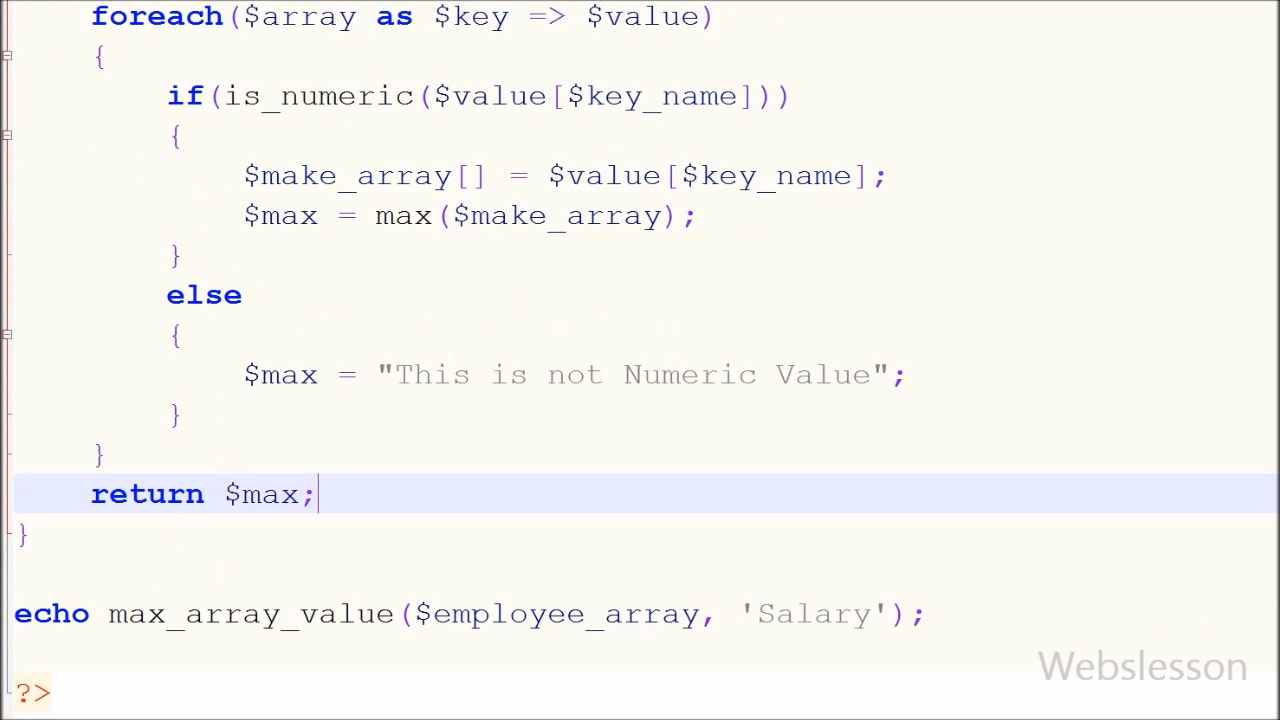 foreach($array as $key => $value)
{
if(is_numeric($value[$key_name]))
{
$make_array[] = $value[$key_name];
$max = max($make_array);
}
else
{
$max = "This is not Numeric Value";
}
}
return $max;
}
echo max_array_value($employee_array, 'Salary');
Webslesson
?>